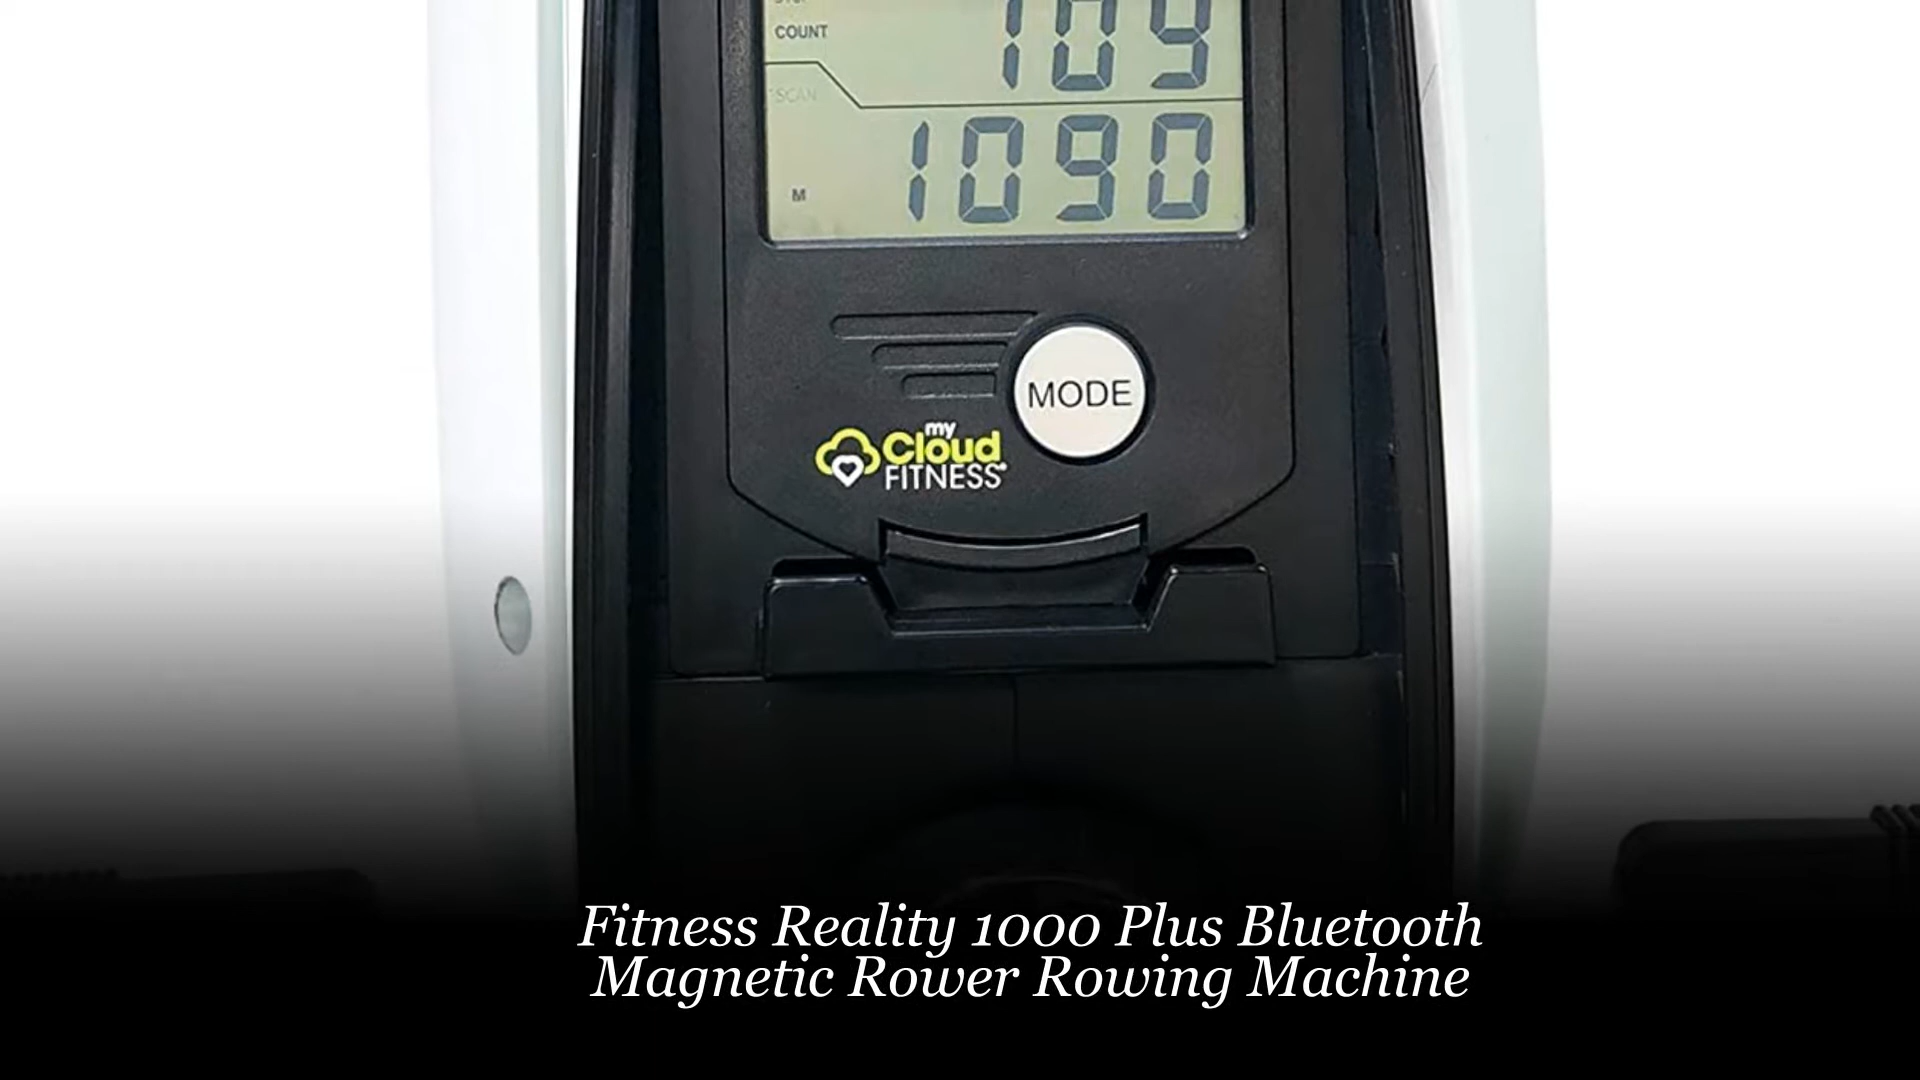 COUNT
109
SCAN
1090
M
MODE
my
Cloud
FITNESS®
Fitness Reality 1000 Plus Bluetooth
Magnetic Rower Rowing Machine